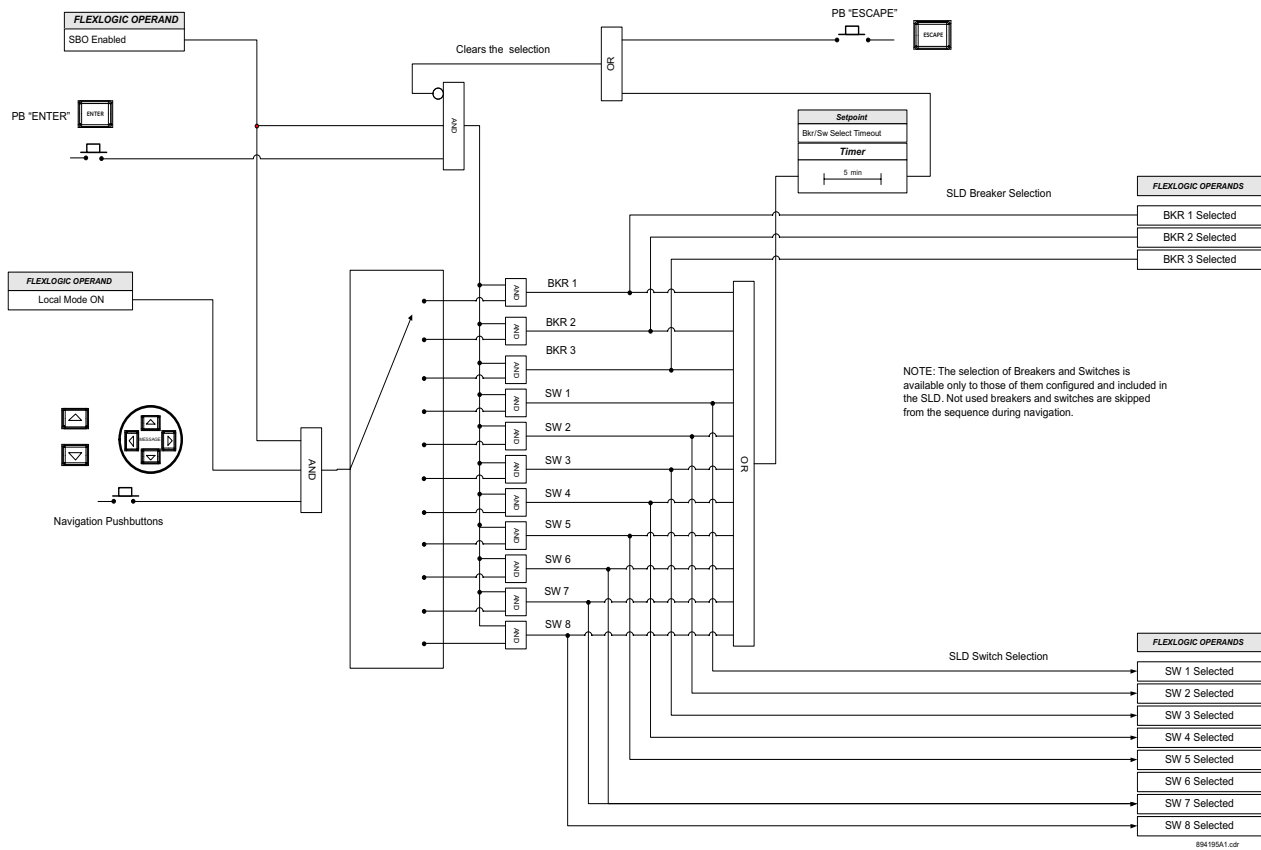 FLEXLOGIC OPERAND
SBO Enabled
PB "ENTER"
ENTER
Clears the selection
AND
OR
PB "ESCAPE"
ESCAPE
Setpoint
Bkr/Sw Select Timeout
Timer
5 min
SLD Breaker Selection
FLEXLOGIC OPERANDS
BKR 1 Selected
BKR 2 Selected
BKR 3 Selected
FLEXLOGIC OPERAND
Local Mode ON
MESSAGE
Navigation Pushbuttons
AND
AND
BKR 1
AND
BKR 2
AND
BKR 3
AND
SW 1
AND
SW 2
AND
SW 3
AND
SW 4
AND
SW 5
AND
SW 6
AND
SW 7
AND
SW 8
OR
NOTE: The selection of Breakers and Switches is
available only to those of them configured and included in
the SLD. Not used breakers and switches are skipped
from the sequence during navigation.
SLD Switch Selection
FLEXLOGIC OPERANDS
SW 1 Selected
SW 2 Selected
SW 3 Selected
SW 4 Selected
SW 5 Selected
SW 6 Selected
SW 7 Selected
SW 8 Selected
894195A1.cdr